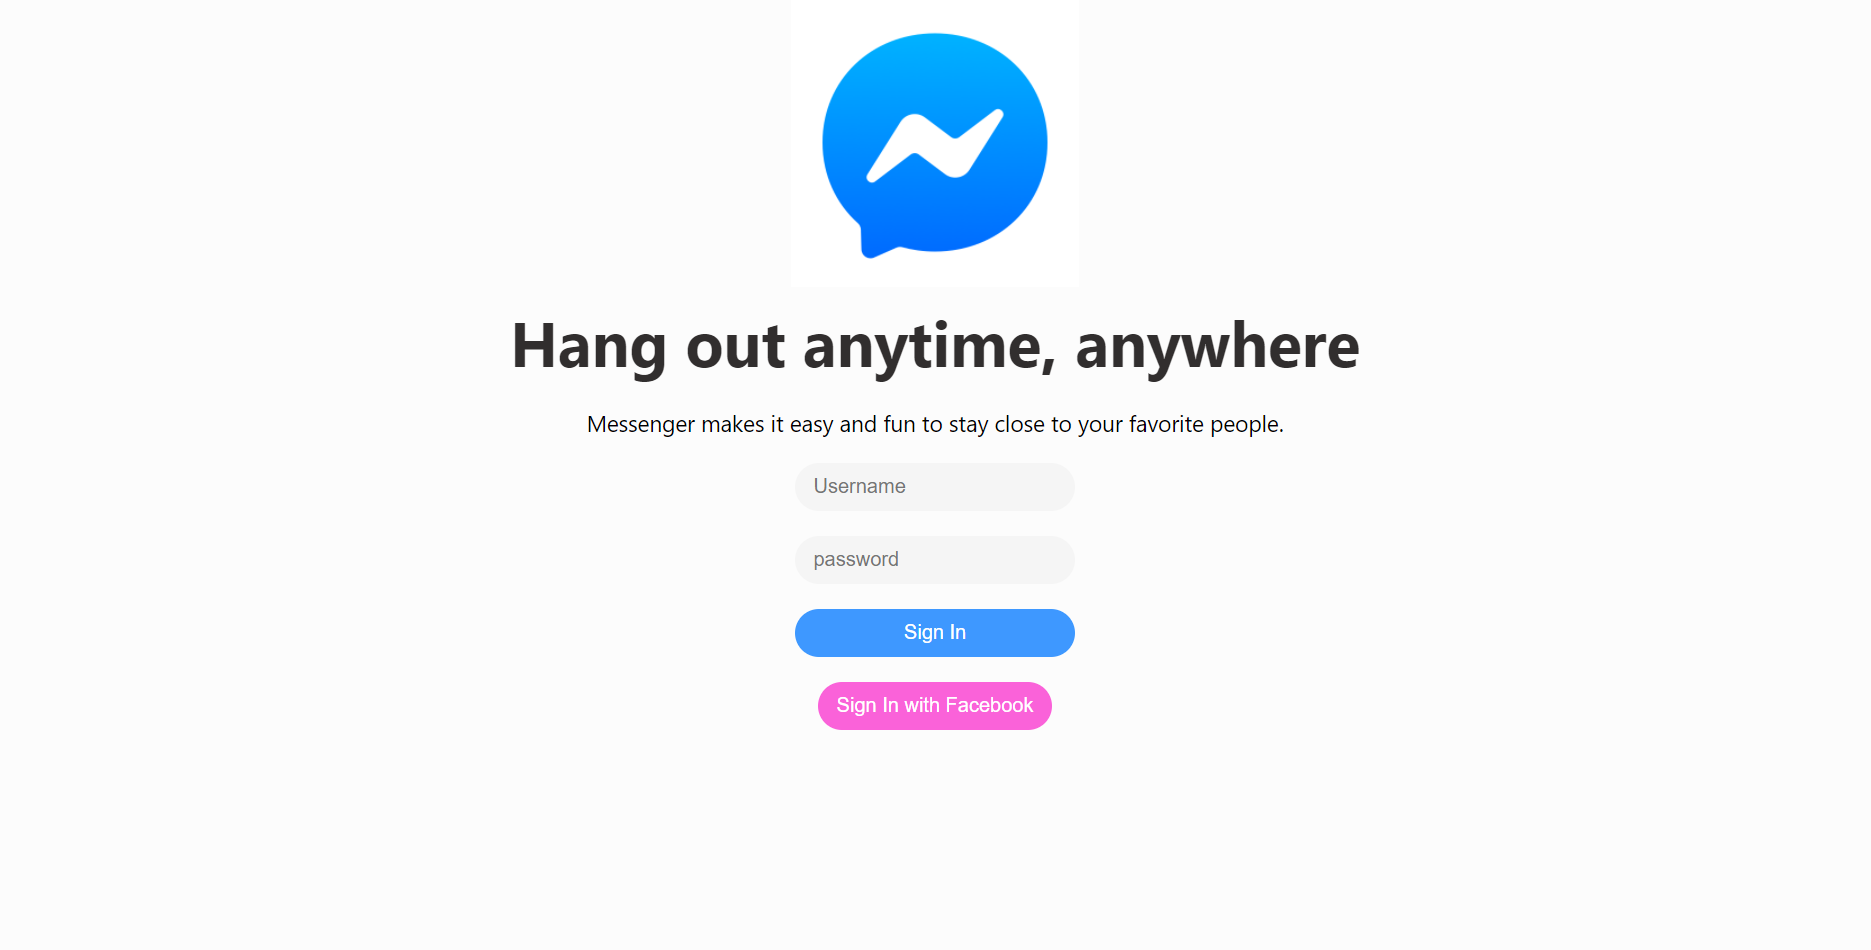 Hang out anytime, anywhere
Messenger makes it easy and fun to stay close to your favorite people.
Username
password
Sign In
Sign In with Facebook